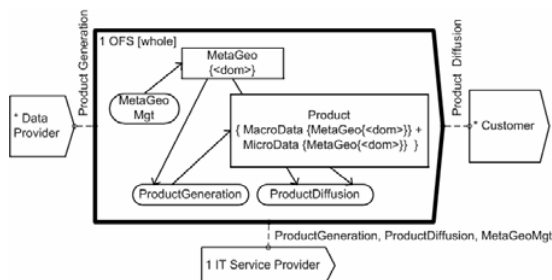 Product Generation
1 OFS [whole]
MetaGeo
{<dom>}
MetaGeo
Mgt
Product
{ MacroData {MetaGeo{<dom>}} +
MicroData {MetaGeo{<dom>}} }
ProductGeneration
ProductDiffusion
Product Diffusion
* Data
Provider
* Customer
ProductGeneration, ProductDiffusion, MetaGeoMgt
1 IT Service Provider